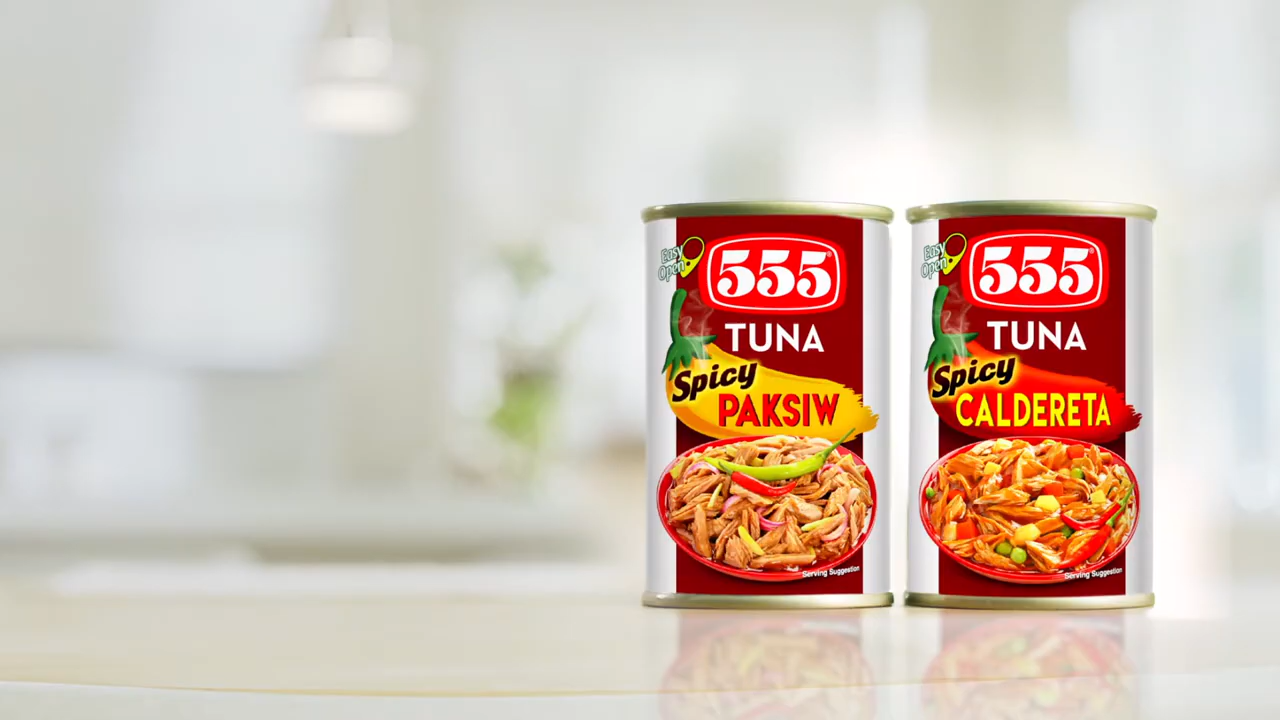 Easy
Open
555
TUNA
Spicy
PAKSIW
Serving Suggestion
Easy
Open
555
TUNA
Spicy
CALDERETA
Serving Suggestion